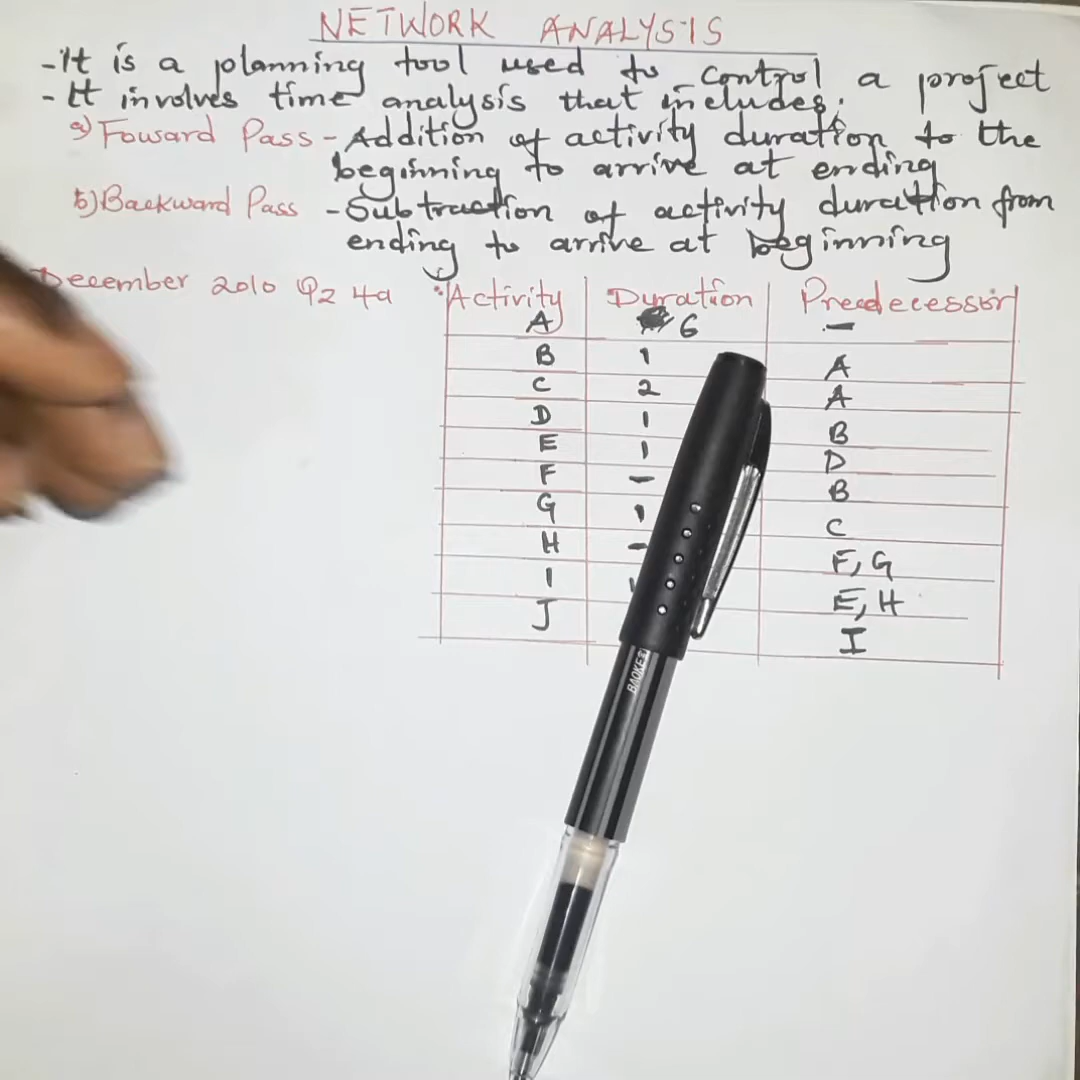 NETWORK ANALYSIS
-It is a planning tool used to control a project
- It involves time analysis that includes:
a) Foward Pass - Addition of activity duration to the
beginning to arrive at ending
b) Backward Pass - Subtraction of activity duration from
ending to arrive at beginning
December 2010 Q2 4a
Activity Duration Predecessor
A 6 -
B 1 A
C 2 A
D 1 B
E 1 D
F - B
G 1 C
H - F, G
I 1 E, H
J I
BAOKE